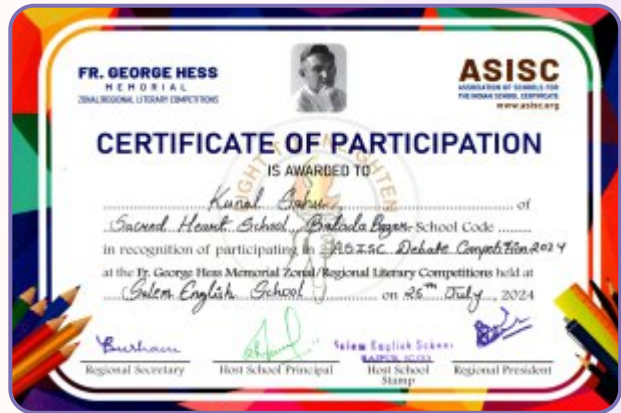 FR. GEORGE HESS
MEMORIAL
ZONAL/REGIONAL LITERARY COMPETITIONS
ASISC
ASSOCIATION OF SCHOOLS FOR
THE INDIAN SCHOOL CERTIFICATE
www.asisc.org
CERTIFICATE OF PARTICIPATION
IS AWARDED TO
Kunal Sahu of
Sacred Heart School, Baloda Bazar School Code
in recognition of participating in ASISC Debate Competition 2024
at the Fr. George Hess Memorial Zonal/Regional Literary Competitions held at
Salem English School on 26th July, 2024
Burham
Salem English School
RAIPUR
Regional Secretary
Host School Principal
Host School
Stamp
Regional President